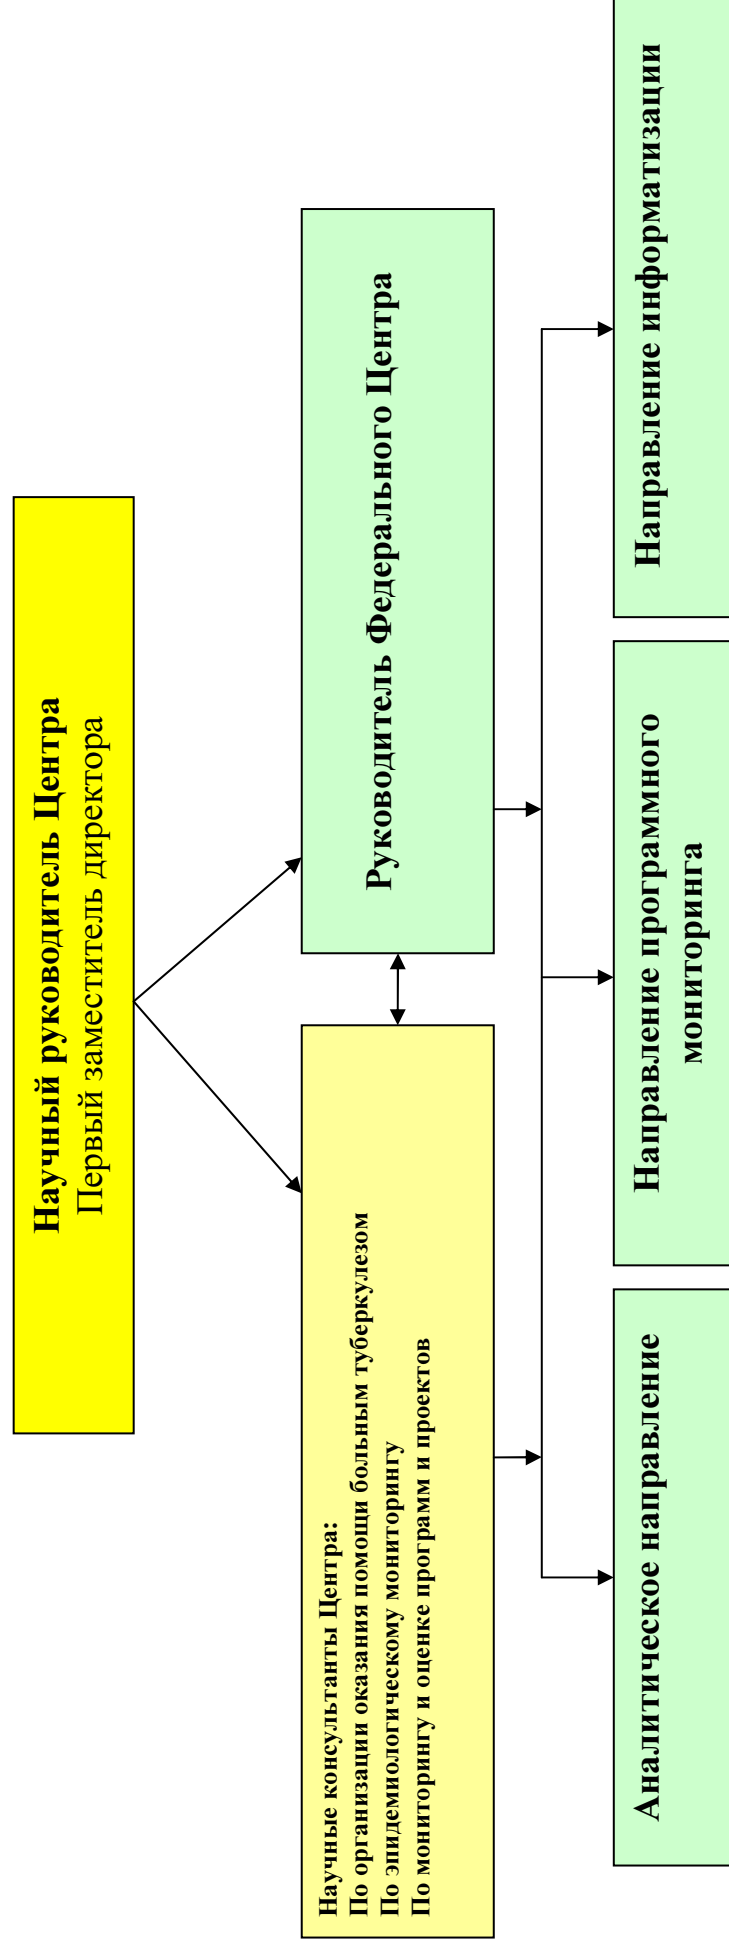 Научный руководитель Центра
Первый заместитель директора
Научные консультанты Центра:
По организации оказания помощи больным туберкулезом
По эпидемиологическому мониторингу
По мониторингу и оценке программ и проектов
Руководитель Федерального Центра
Аналитическое направление
Направление программного
мониторинга
Направление информатизации